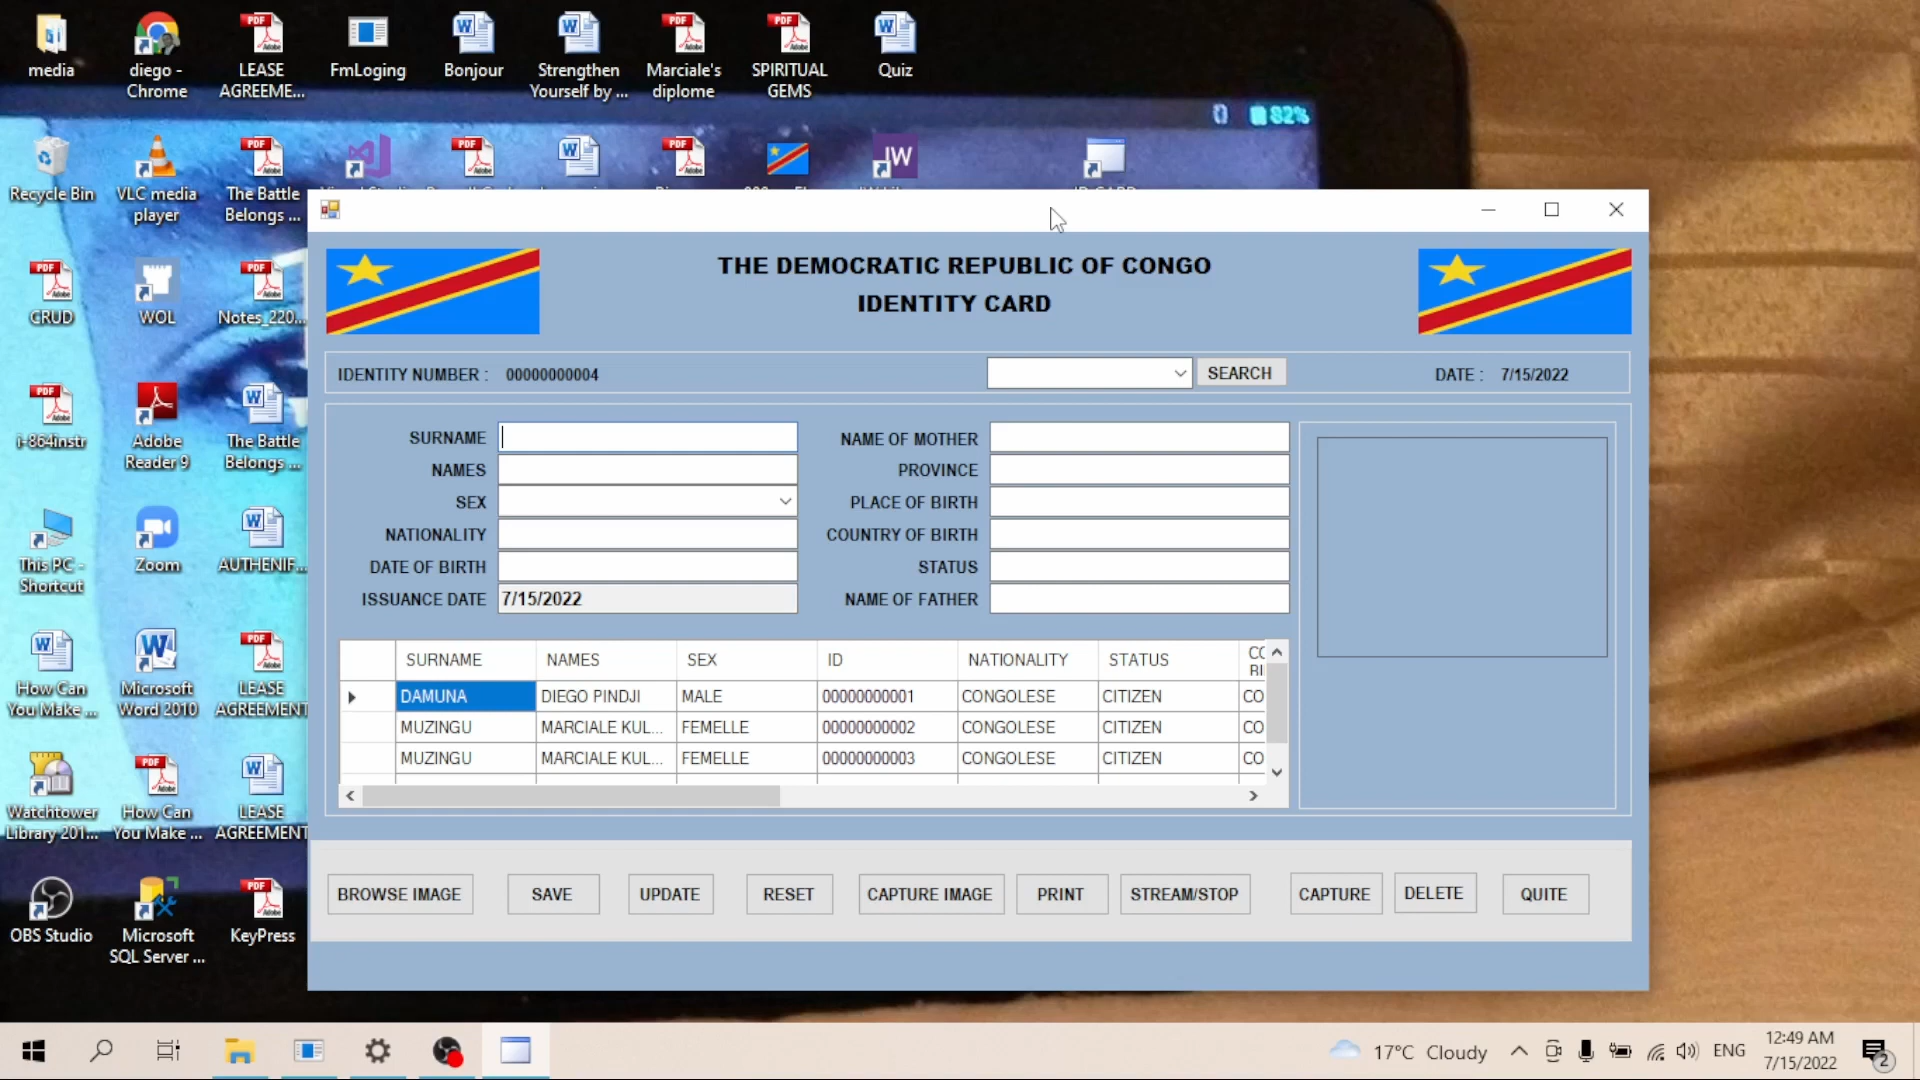 media
diego -
Chrome
LEASE
AGREEME...
FmLoging
Bonjour
Strengthen
Yourself by ...
Marciale's
diplome
SPIRITUAL
GEMS
Quiz
82%
Recycle Bin
VLC media
player
The Battle
Belongs ...
THE DEMOCRATIC REPUBLIC OF CONGO
IDENTITY CARD
CRUD
WOL
Notes_220...
IDENTITY NUMBER : 00000000004
SEARCH
DATE : 7/15/2022
i-864instr
Adobe
Reader 9
The Battle
Belongs ...
SURNAME
NAMES
SEX
NATIONALITY
DATE OF BIRTH
ISSUANCE DATE 7/15/2022
NAME OF MOTHER
PROVINCE
PLACE OF BIRTH
COUNTRY OF BIRTH
STATUS
NAME OF FATHER
This PC -
Shortcut
Zoom
AUTHENIF...
SURNAME NAMES SEX ID NATIONALITY STATUS
DAMUNA DIEGO PINDJI MALE 00000000001 CONGOLESE CITIZEN CO
MUZINGU MARCIALE KUL... FEMELLE 00000000002 CONGOLESE CITIZEN CO
MUZINGU MARCIALE KUL... FEMELLE 00000000003 CONGOLESE CITIZEN CO
How Can
You Make ...
Microsoft
Word 2010
LEASE
AGREEMENT
Watchtower
Library 201...
How Can
You Make ...
LEASE
AGREEMENT
BROWSE IMAGE SAVE UPDATE RESET CAPTURE IMAGE PRINT STREAM/STOP CAPTURE DELETE QUITE
OBS Studio
Microsoft
SQL Server ...
KeyPress
17°C Cloudy
ENG
12:49 AM
7/15/2022
2